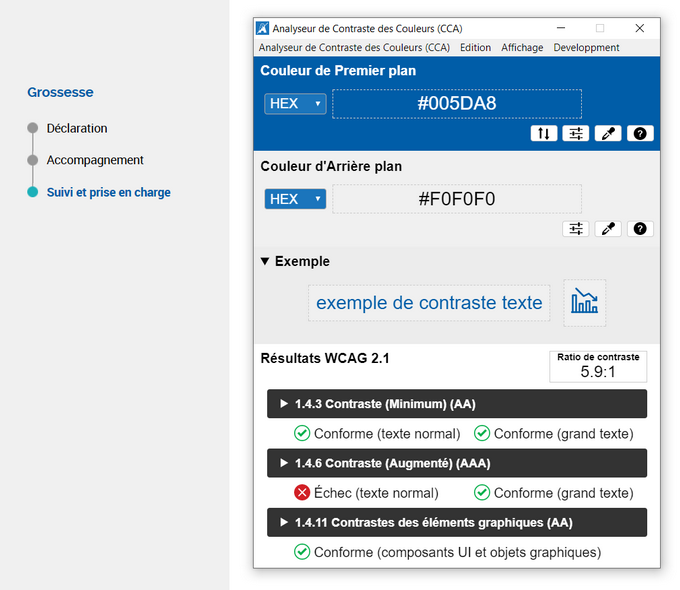 Grossesse
Déclaration
Accompagnement
Suivi et prise en charge
Analyseur de Contraste des Couleurs (CCA)
Analyseur de Contraste des Couleurs (CCA) Edition Affichage Developpment
Couleur de Premier plan
HEX #005DA8
Couleur d'Arrière plan
HEX #F0F0F0
Exemple
exemple de contraste texte
Résultats WCAG 2.1
Ratio de contraste
5.9:1
1.4.3 Contraste (Minimum) (AA)
Conforme (texte normal) Conforme (grand texte)
1.4.6 Contraste (Augmenté) (AAA)
Échec (texte normal) Conforme (grand texte)
1.4.11 Contrastes des éléments graphiques (AA)
Conforme (composants UI et objets graphiques)